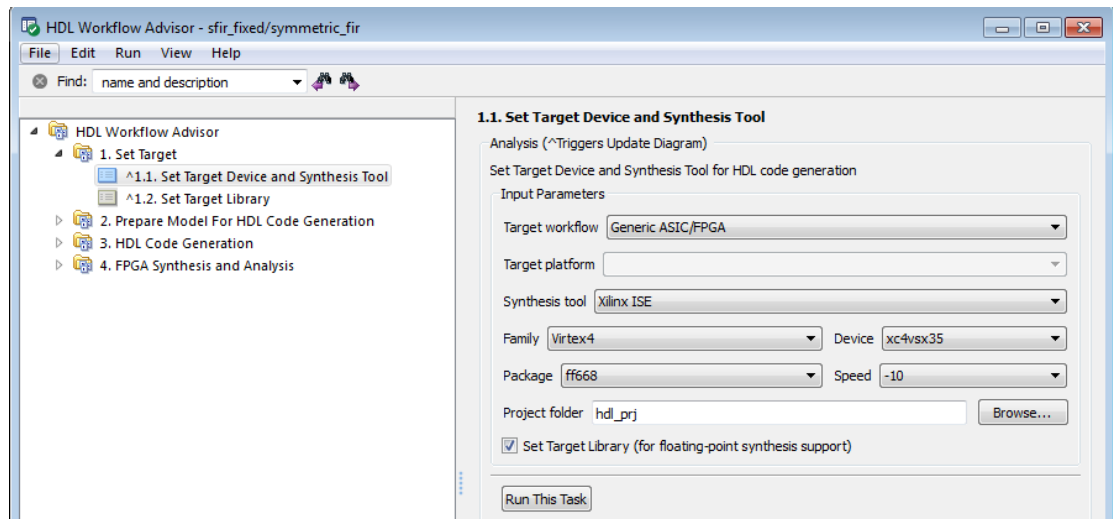 HDL Workflow Advisor - sfir_fixed/symmetric_fir
File Edit Run View Help
Find: name and description
HDL Workflow Advisor
1. Set Target
^1.1. Set Target Device and Synthesis Tool
^1.2. Set Target Library
2. Prepare Model For HDL Code Generation
3. HDL Code Generation
4. FPGA Synthesis and Analysis
1.1. Set Target Device and Synthesis Tool
Analysis (^Triggers Update Diagram)
Set Target Device and Synthesis Tool for HDL code generation
Input Parameters
Target workflow Generic ASIC/FPGA
Target platform
Synthesis tool Xilinx ISE
Family Virtex4 Device xc4vsx35
Package ff668 Speed -10
Project folder hdl_prj Browse...
Set Target Library (for floating-point synthesis support)
Run This Task